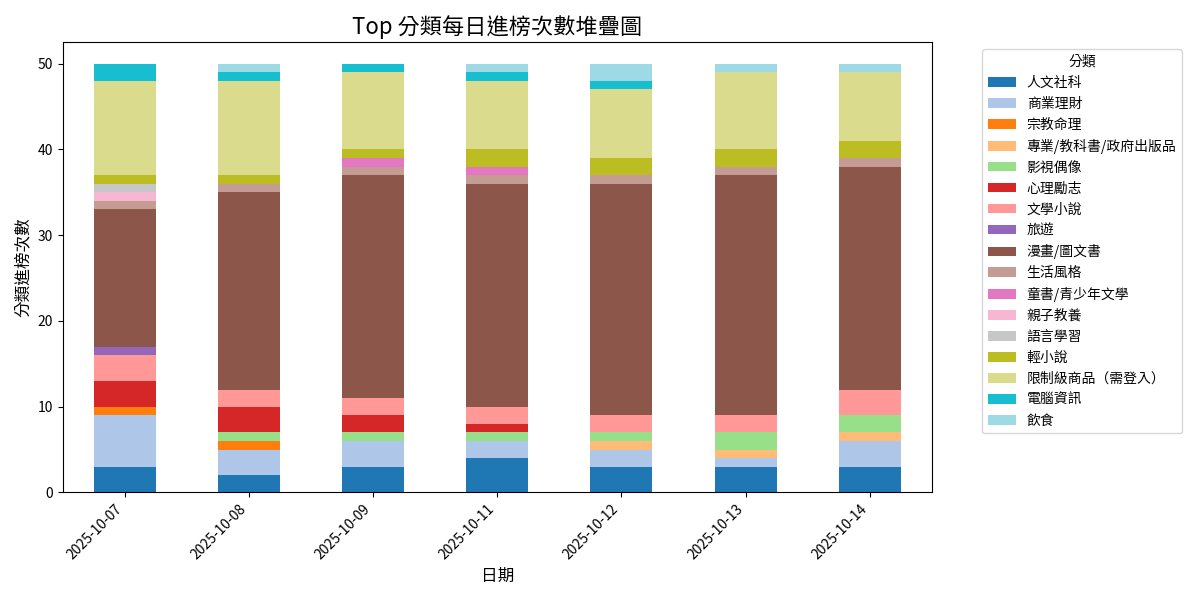 Top 分類每日進榜次數堆疊圖
分類進榜次數
50
40
30
20
10
0
2025-10-07
2025-10-08
2025-10-09
2025-10-11
2025-10-12
2025-10-13
2025-10-14
日期
分類
人文社科
商業理財
宗教命理
專業/教科書/政府出版品
影視偶像
心理勵志
文學小說
旅遊
漫畫/圖文書
生活風格
童書/青少年文學
親子教養
語言學習
輕小說
限制級商品（需登入）
電腦資訊
飲食